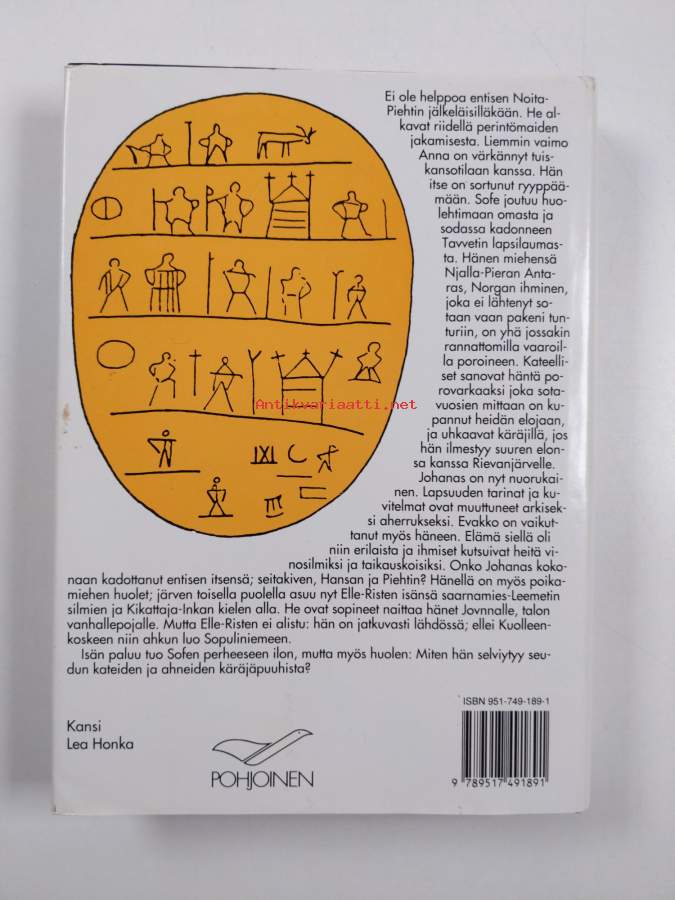 Ei ole helppoa entisen Noita-
Piehtin jälkeläisilläkään. He al-
kavat riidellä perintömaiden
jakamisesta. Liemmin vaimo
Anna on värkännyt tuis-
kansotilaan kanssa. Hän
itse on sortunut ryyppää-
mään. Sofe joutuu huo-
lehtimaan omasta ja
sodassa kadonneen
Tavvetin lapsilaumas-
ta. Hänen miehensä
Njalla-Pieran Anta-
ras, Norgan ihminen,
joka ei lähtenyt so-
taan vaan pakeni tun-
turiin, on yhä jossakin
rannattomilla vaaroil-
la poroineen. Kateelli-
set sanovat häntä po-
rovarkaaksi joka sota-
vuosien mittaan on ku-
pannut heidän elojaan,
ja uhkaavat käräjillä, jos
hän ilmestyy suuren elon-
sa kanssa Rievanjärvelle.
Johanas on nyt nuorukai-
nen. Lapsuuden tarinat ja ku-
vitelmat ovat muuttuneet arkisek-
si aherrukseksi. Evakko on vaikut-
tanut myös häneen. Elämä siellä oli
niin erilaista ja ihmiset kutsuivat heitä vi-
nosilmiksi ja taikauskoisiksi. Onko Johanas koko-
naan kadottanut entisen itsensä; seitakiven, Hansan ja Piehtin? Hänellä on myös poika-
miehen huolet; järven toisella puolella asuu nyt Elle-Risten isänsä saarnamies-Leemetin
silmien ja Kikattaja-Inkan kielen alla. He ovat sopineet naittaa hänet Jovnnalle, talon
vanhallepojalle. Mutta Elle-Risten ei alistu: hän on jatkuvasti lähdössä; ellei Kuolleen-
koskeen niin ahkun luo Sopuliniemeen.
Isän paluu tuo Sofen perheeseen ilon, mutta myös huolen: Miten hän selviytyy seu-
dun kateiden ja ahneiden käräjäpuuhista?
Antikvariaatti.net
ISBN 951-749-189-1
Kansi
Lea Honka
POHJOINEN
9 789517 491891